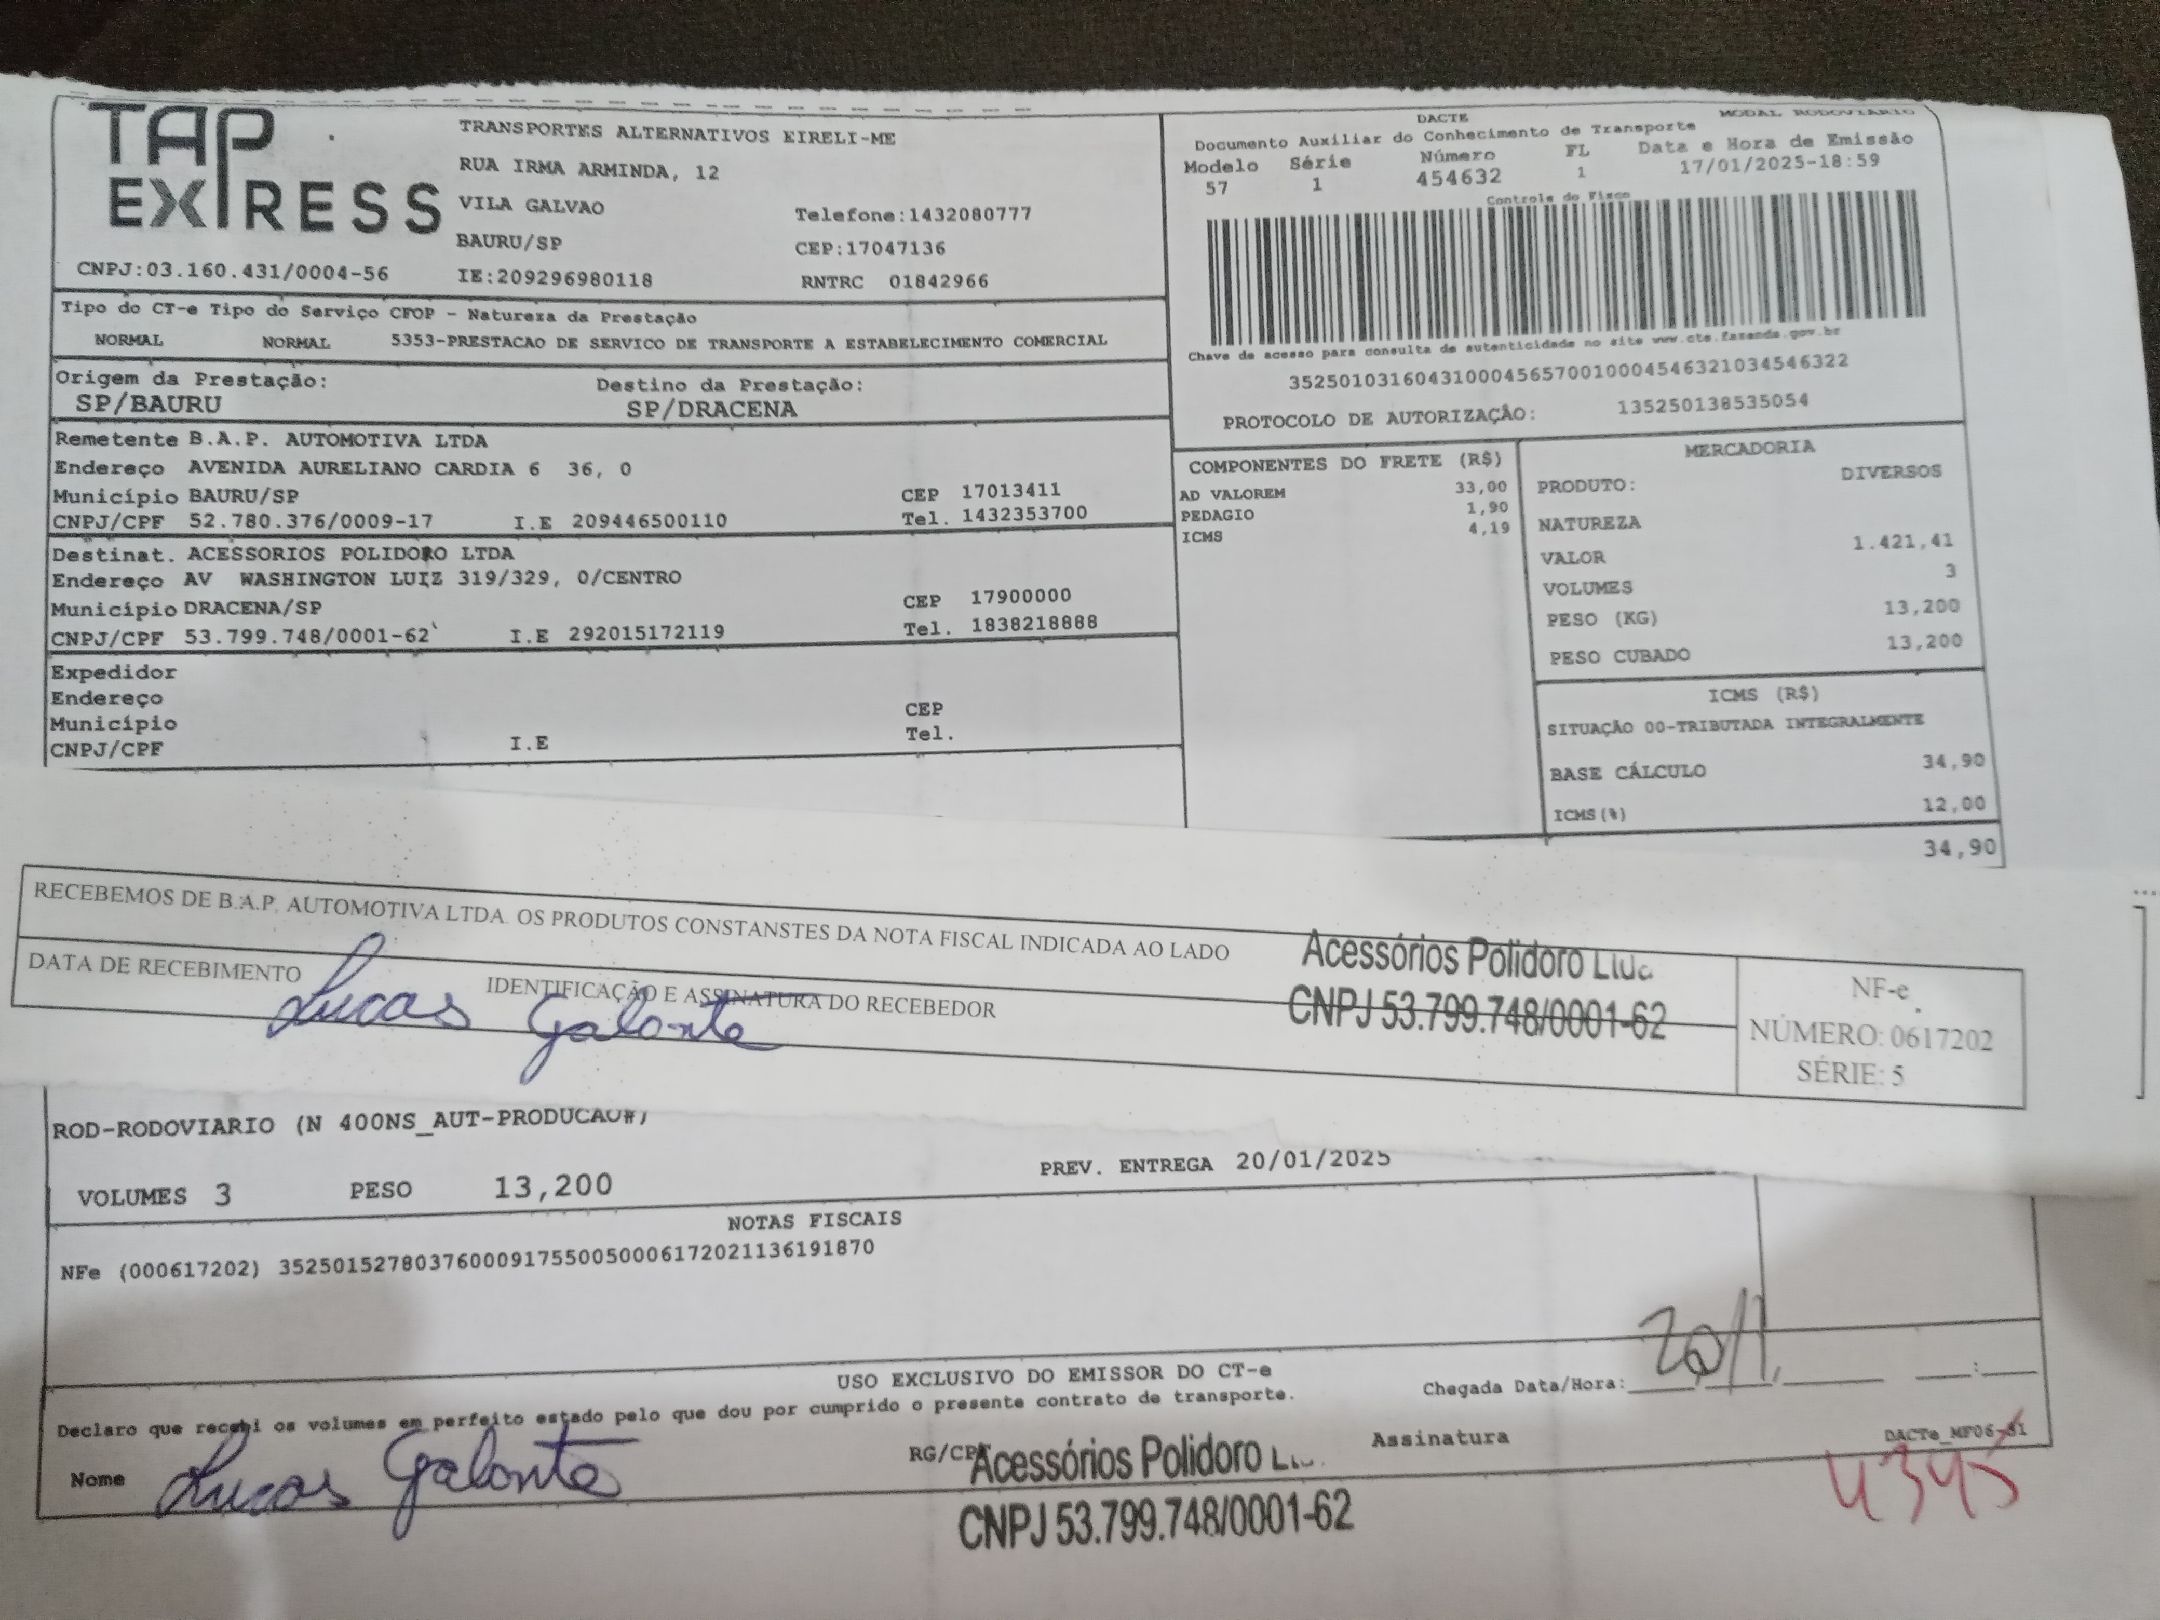 TAP EXPRESS
TRANSPORTES ALTERNATIVOS EIRELI-ME
RUA IRMA ARMINDA, 12
VILA GALVAO Telefone:1432080777
BAURU/SP CEP:17047136
CNPJ:03.160.431/0004-56 IE:209296980118 RNTRC 01842966
DACTE MODAL RODOVIARIO
Documento Auxiliar do Conhecimento de Transporte
Modelo Série Número FL Data e Hora de Emissão
57 1 454632 1 17/01/2025-18:59
Controle do Fisco
Chave de acesso para consulta de autenticidade no site www.cte.fazenda.gov.br
35250103160431000456570010004546321034546322
PROTOCOLO DE AUTORIZAÇÃO: 135250138535054
Tipo do CT-e Tipo do Serviço CFOP - Natureza da Prestação
NORMAL NORMAL 5353-PRESTACAO DE SERVICO DE TRANSPORTE A ESTABELECIMENTO COMERCIAL
Origem da Prestação: Destino da Prestação:
SP/BAURU SP/DRACENA
Remetente B.A.P. AUTOMOTIVA LTDA
Endereço AVENIDA AURELIANO CARDIA 6 36, 0
Município BAURU/SP CEP 17013411
CNPJ/CPF 52.780.376/0009-17 I.E 209446500110 Tel. 1432353700
Destinat. ACESSORIOS POLIDORO LTDA
Endereço AV WASHINGTON LUIZ 319/329, 0/CENTRO
Município DRACENA/SP CEP 17900000
CNPJ/CPF 53.799.748/0001-62 I.E 292015172119 Tel. 1838218888
Expedidor
Endereço
Município CEP
CNPJ/CPF I.E Tel.
COMPONENTES DO FRETE (R$)
AD VALOREM 33,00
PEDAGIO 1,90
ICMS 4,19
MERCADORIA
PRODUTO: DIVERSOS
NATUREZA
VALOR 1.421,41
VOLUMES 3
PESO (KG) 13,200
PESO CUBADO 13,200
ICMS (R$)
SITUAÇÃO 00-TRIBUTADA INTEGRALMENTE
BASE CÁLCULO 34,90
ICMS(%) 12,00
34,90
RECEBEMOS DE B.A.P. AUTOMOTIVA LTDA. OS PRODUTOS CONSTANSTES DA NOTA FISCAL INDICADA AO LADO
DATA DE RECEBIMENTO IDENTIFICAÇÃO E ASSINATURA DO RECEBEDOR
Lucas Galonte
Acessórios Polidoro Ltda
CNPJ 53.799.748/0001-62
NF-e
NÚMERO: 0617202
SÉRIE: 5
ROD-RODOVIARIO (N 400NS_AUT-PRODUCAO#)
VOLUMES 3 PESO 13,200 PREV. ENTREGA 20/01/2025
NOTAS FISCAIS
NFe (000617202) 35250152780376000917550050006172021136191870
USO EXCLUSIVO DO EMISSOR DO CT-e
Declaro que recebi os volumes em perfeito estado pelo que dou por cumprido o presente contrato de transporte.
Chegada Data/Hora: 20/1
Nome Lucas Galonte RG/CPF Assinatura
Acessórios Polidoro
CNPJ 53.799.748/0001-62
DACTe_MF06-01
4345